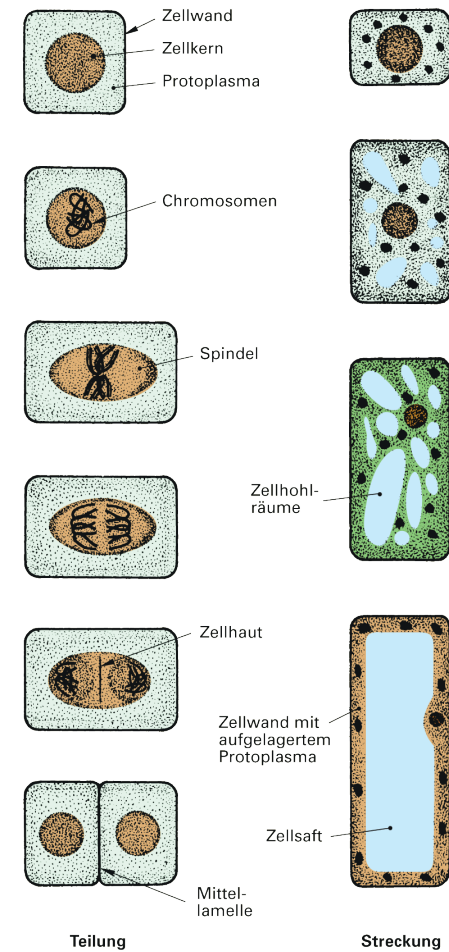 Zellwand
Zellkern
Protoplasma
Chromosomen
Spindel
Zellhohl-
räume
Zellhaut
Zellwand mit
aufgelagertem
Protoplasma
Zellsaft
Mittel-
lamelle
Teilung
Streckung